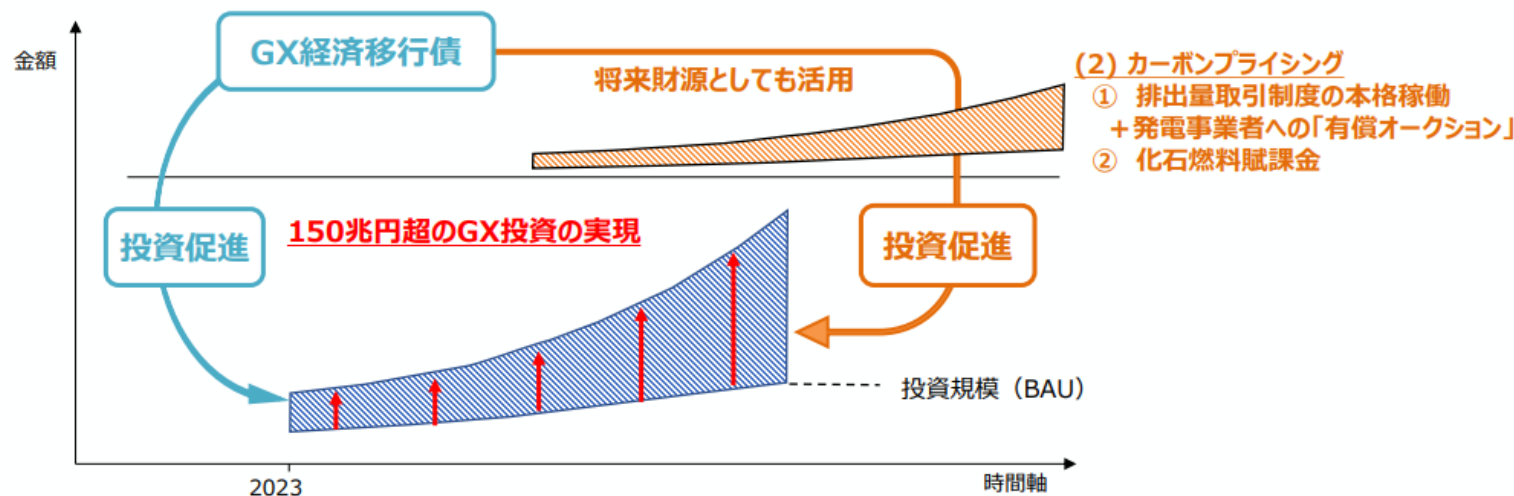 金額
GX経済移行債
将来財源としても活用
(2) カーボンプライシング
① 排出量取引制度の本格稼働
＋発電事業者への「有償オークション」
② 化石燃料賦課金
投資促進
150兆円超のGX投資の実現
投資促進
投資規模（BAU）
2023
時間軸